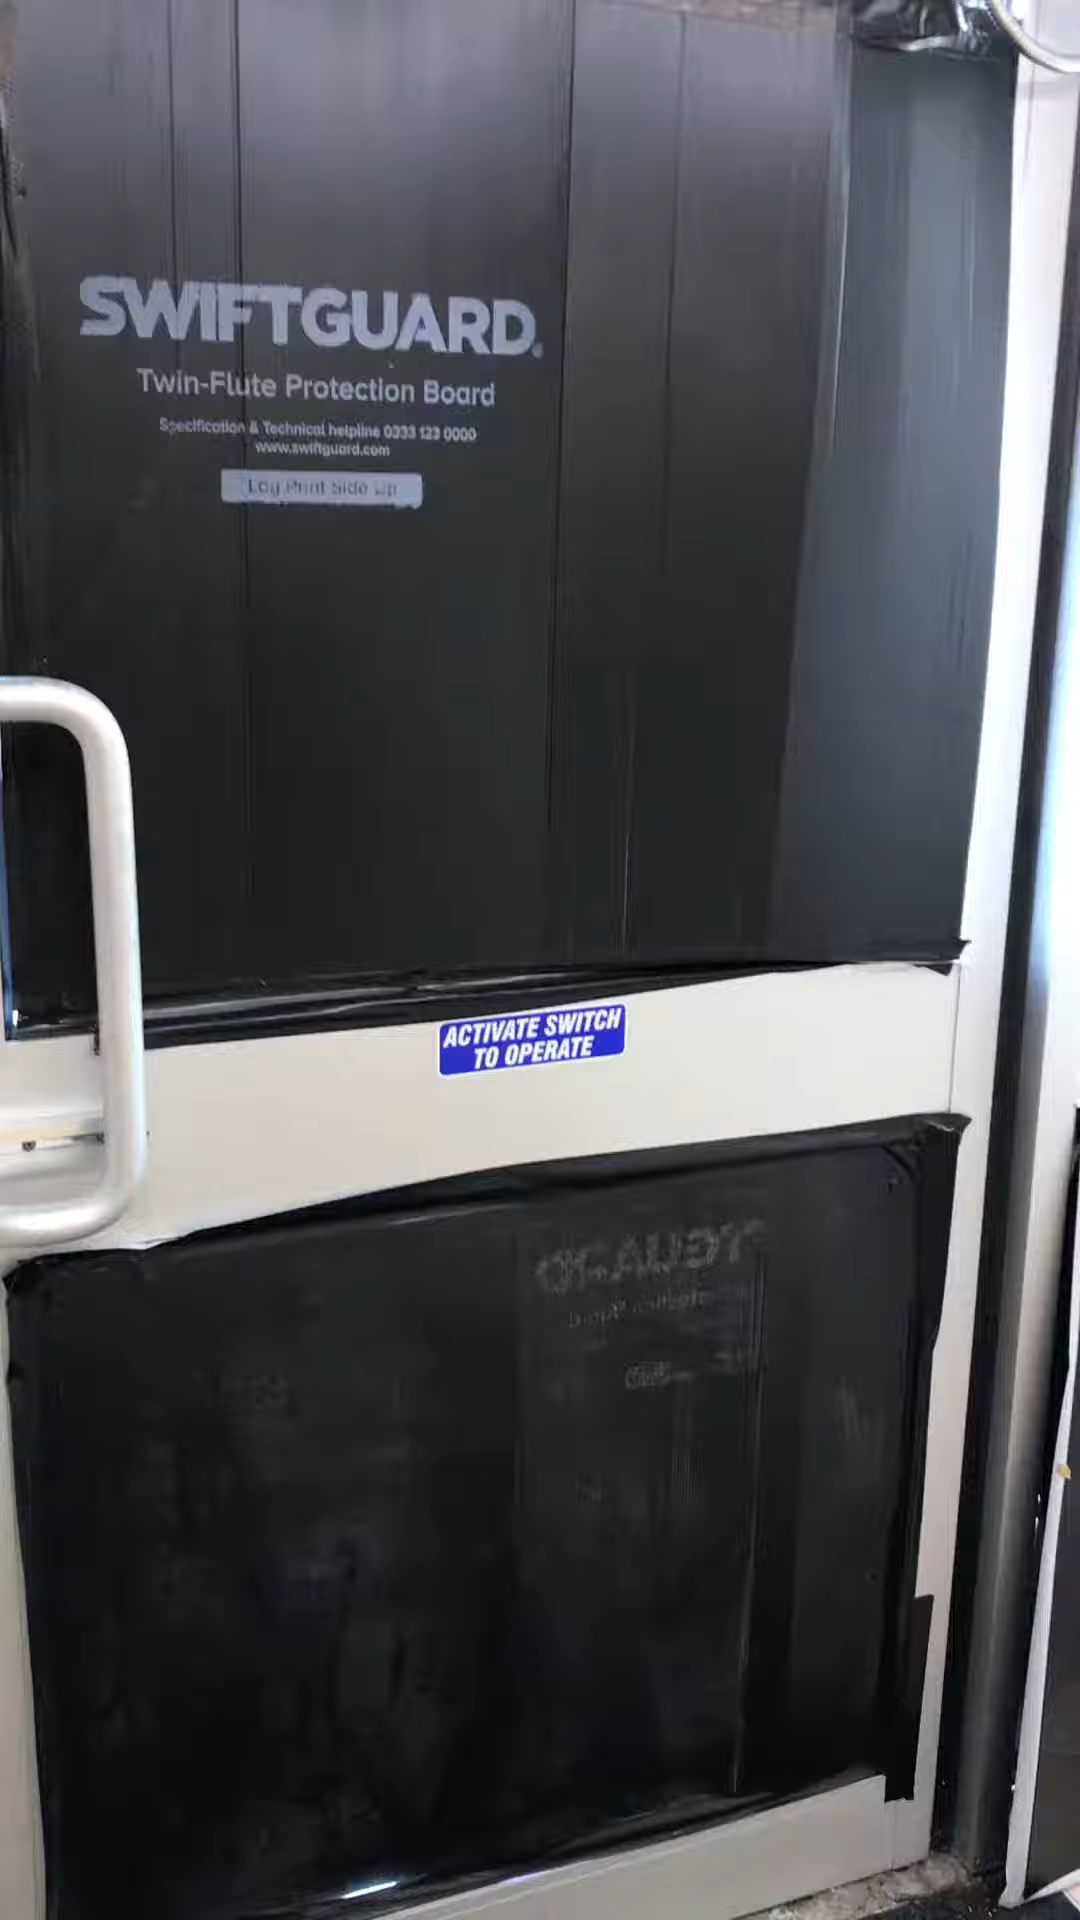 SWIFTGUARD®
Twin-Flute Protection Board
Specification & Technical helpline 0333 123 0000
www.swiftguard.com
Lay Print Side Up
ACTIVATE SWITCH
TO OPERATE